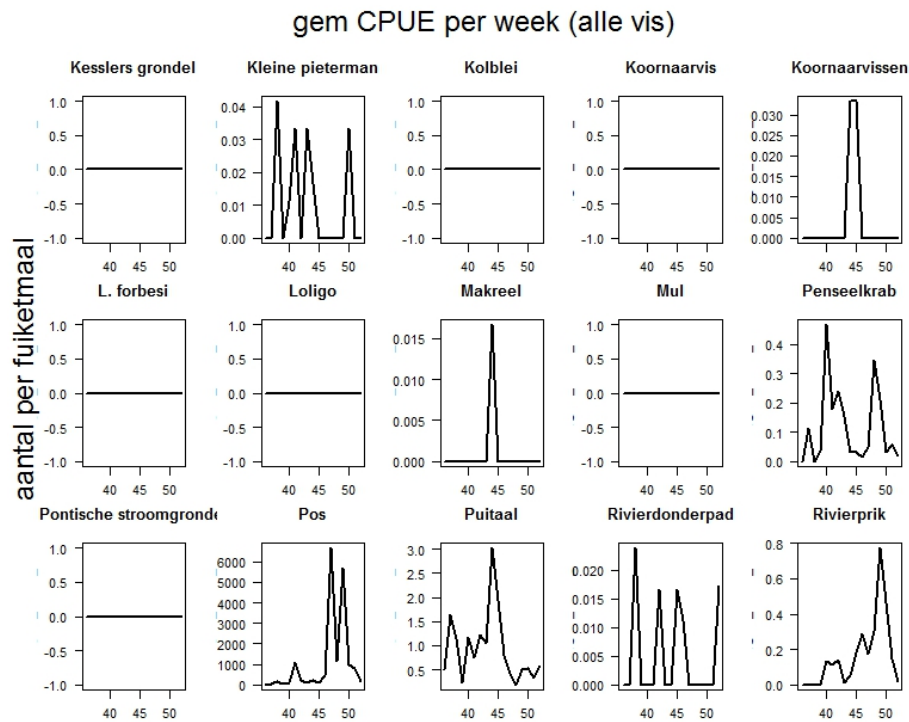 gem CPUE per week (alle vis)
aantal per fuiketmaal
Kesslers grondel Kleine pieterman Kolblei Koornaarvis Koornaarvissen
1.0 0.04 1.0 1.0 0.030
0.5 0.03 0.5 0.5 0.025
0.0 0.02 0.0 0.0 0.020
-0.5 0.01 -0.5 -0.5 0.015
-1.0 0.00 -1.0 -1.0 0.010
0.005
0.000
40 45 50 40 45 50 40 45 50 40 45 50 40 45 50
L. forbesi Loligo Makreel Mul Penseelkrab
1.0 1.0 0.015 1.0 0.4
0.5 0.5 0.010 0.5 0.3
0.0 0.0 0.005 0.0 0.2
-0.5 -0.5 0.000 -0.5 0.1
-1.0 -1.0 -1.0 0.0
40 45 50 40 45 50 40 45 50 40 45 50 40 45 50
Pontische stroomgronde Pos Puitaal Rivierdonderpad Rivierprik
1.0 6000 3.0 0.020 0.8
0.5 5000 2.5 0.015 0.6
0.0 4000 2.0 0.010 0.4
-0.5 3000 1.5 0.005 0.2
-1.0 2000 1.0 0.000 0.0
1000 0.5
0
40 45 50 40 45 50 40 45 50 40 45 50 40 45 50